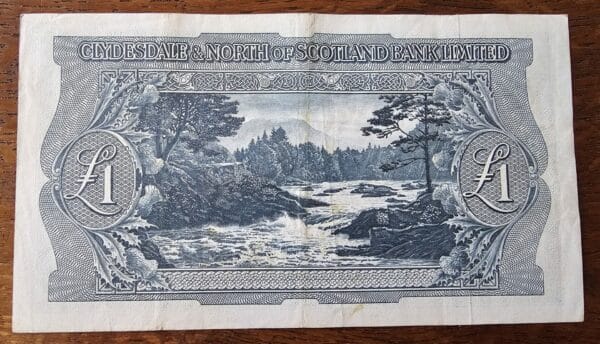 CLYDESDALE & NORTH OF SCOTLAND BANK LIMITED
£1 £1